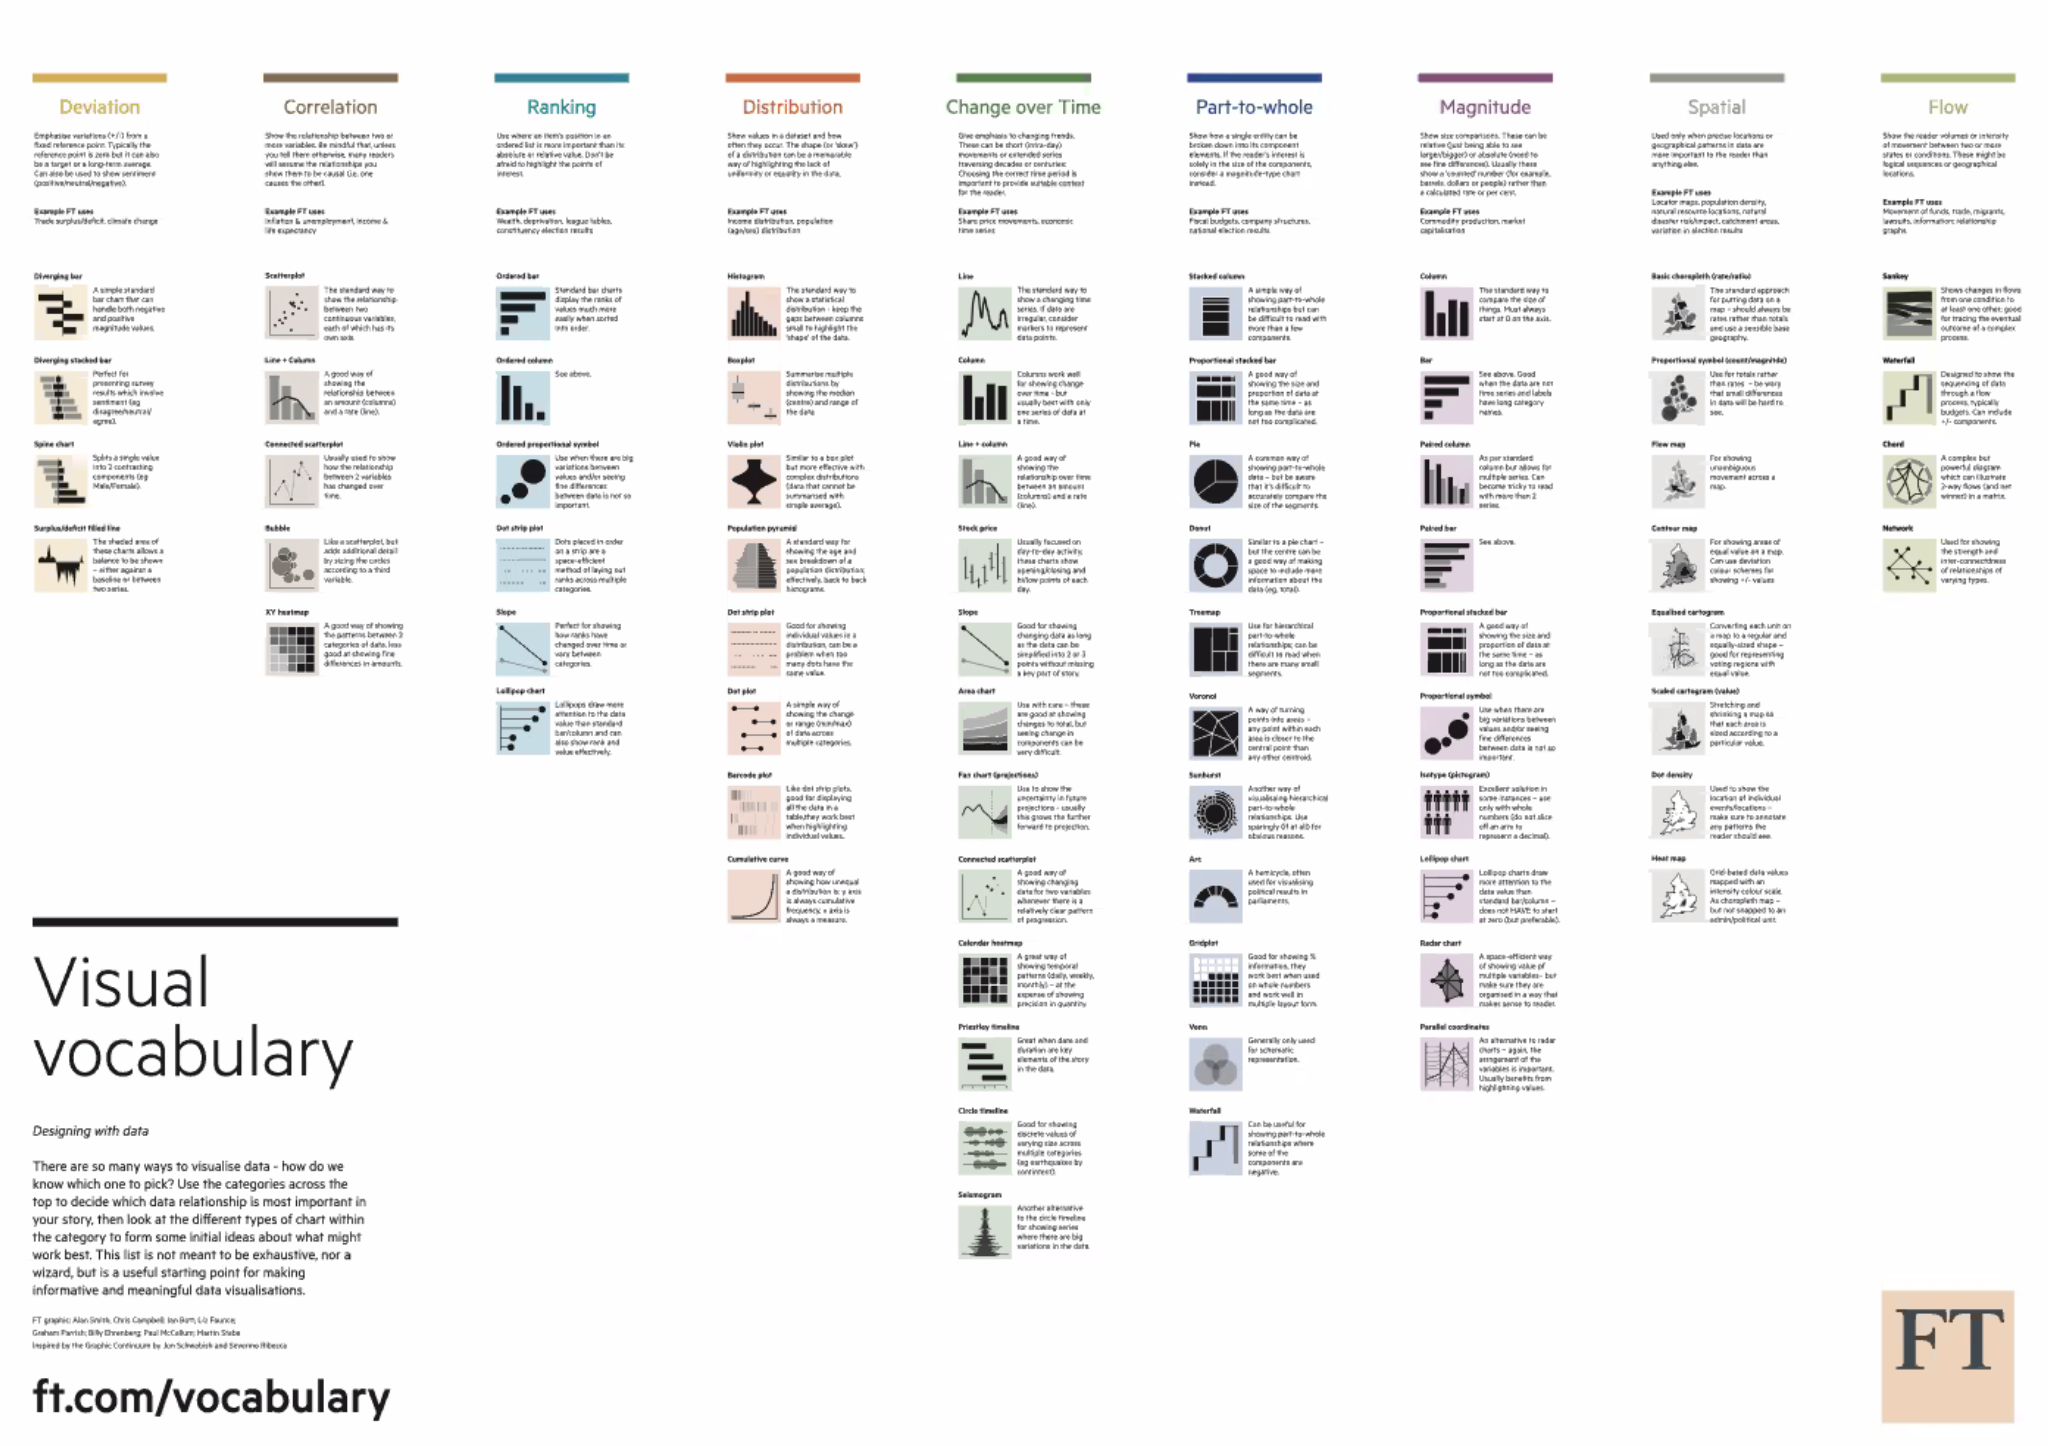 Deviation
Emphasise variations (+/-) from a
fixed reference point. Typically the
reference point is zero but it can also
be a target or a long-term average.
Can also be used to show sentiment
(positive/neutral/negative).
Example FT uses
Trade surplus/deficit, climate change
Diverging bar
A simple standard
bar chart that can
handle both negative
and positive
magnitude values.
Diverging stacked bar
Perfect for
presenting survey
results which involve
sentiment (eg
disagree/neutral/
agree).
Spine chart
Splits a single value
into 2 contrasting
components (eg
Male/Female).
Surplus/deficit filled line
The shaded area of
these charts allows a
balance to be shown
– either against a
baseline or between
two series.
Correlation
Show the relationship between two or
more variables. Be mindful that, unless
you tell them otherwise, many readers
will assume the relationships you
show them to be causal (i.e. one
causes the other).
Example FT uses
Inflation & unemployment, income &
life expectancy
Scatterplot
The standard way to
show the relationship
between two
continuous variables,
each of which has its
own axis.
Line + Column
A good way of
showing the
relationship between
an amount (columns)
and a rate (line).
Connected scatterplot
Usually used to show
how the relationship
between 2 variables
has changed over
time.
Bubble
Like a scatterplot, but
adds additional detail
by sizing the circles
according to a third
variable.
XY heatmap
A good way of showing
the patterns between 2
categories of data, less
good at showing fine
differences in amounts.
Ranking
Use where an item's position in an
ordered list is more important than its
absolute or relative value. Don't be
afraid to highlight the points of
interest.
Example FT uses
Wealth, deprivation, league tables,
constituency election results
Ordered bar
Standard bar charts
display the ranks of
values much more
easily when sorted
into order.
Ordered column
See above.
Ordered proportional symbol
Use when there are big
variations between
values and/or seeing
fine differences
between data is not so
important.
Dot strip plot
Dots placed in order
on a strip are a
space-efficient
method of laying out
ranks across multiple
categories.
Slope
Perfect for showing
how ranks have
changed over time or
vary between
categories.
Lollipop chart
Lollipops draw more
attention to the data
value than standard
bar/column and can
also show rank and
value effectively.
Distribution
Show values in a dataset and how
often they occur. The shape (or 'skew')
of a distribution can be a memorable
way of highlighting the lack of
uniformity or equality in the data.
Example FT uses
Income distribution, population
(age/sex) distribution
Histogram
The standard way to
show a statistical
distribution - keep the
gaps between columns
small to highlight the
'shape' of the data.
Boxplot
Summarise multiple
distributions by
showing the median
(centre) and range of
the data
Violin plot
Similar to a box plot
but more effective with
complex distributions
(data that cannot be
summarised with
simple average).
Population pyramid
A standard way for
showing the age and
sex breakdown of a
population distribution;
effectively, back to back
histograms.
Dot strip plot
Good for showing
individual values in a
distribution, can be a
problem when too
many dots have the
same value.
Dot plot
A simple way of
showing the change
or range (min/max)
of data across
multiple categories.
Barcode plot
Like dot strip plots,
good for displaying
all the data in a
table,they work best
when highlighting
individual values.
Cumulative curve
A good way of
showing how unequal
a distribution is: y axis
is always cumulative
frequency, x axis is
always a measure.
Change over Time
Give emphasis to changing trends.
These can be short (intra-day)
movements or extended series
traversing decades or centuries:
Choosing the correct time period is
important to provide suitable context
for the reader.
Example FT uses
Share price movements, economic
time series
Line
The standard way to
show a changing time
series. If data are
irregular, consider
markers to represent
data points.
Column
Columns work well
for showing change
over time - but
usually best with only
one series of data at
a time.
Line + column
A good way of
showing the
relationship over time
between an amount
(columns) and a rate
(line).
Stock price
Usually focused on
day-to-day activity,
these charts show
opening/closing and
hi/low points of each
day.
Slope
Good for showing
changing data as long
as the data can be
simplified into 2 or 3
points without missing
a key part of story.
Area chart
Use with care – these
are good at showing
changes to total, but
seeing change in
components can be
very difficult.
Fan chart (projections)
Use to show the
uncertainty in future
projections - usually
this grows the further
forward to projection.
Connected scatterplot
A good way of
showing changing
data for two variables
whenever there is a
relatively clear pattern
of progression.
Calendar heatmap
A great way of
showing temporal
patterns (daily, weekly,
monthly) – at the
expense of showing
precision in quantity.
Priestley timeline
Great when date and
duration are key
elements of the story
in the data.
Circle timeline
Good for showing
discrete values of
varying size across
multiple categories
(eg earthquakes by
continent).
Seismogram
Another alternative
to the circle timeline
for showing series
where there are big
variations in the data.
Part-to-whole
Show how a single entity can be
broken down into its component
elements. If the reader's interest is
solely in the size of the components,
consider a magnitude-type chart
instead.
Example FT uses
Fiscal budgets, company structures,
national election results
Stacked column
A simple way of
showing part-to-whole
relationships but can
be difficult to read with
more than a few
components.
Proportional stacked bar
A good way of
showing the size and
proportion of data at
the same time – as
long as the data are
not too complicated.
Pie
A common way of
showing part-to-whole
data – but be aware
that it's difficult to
accurately compare the
size of the segments.
Donut
Similar to a pie chart –
but the centre can be
a good way of making
space to include more
information about the
data (eg. total).
Treemap
Use for hierarchical
part-to-whole
relationships; can be
difficult to read when
there are many small
segments.
Voronoi
A way of turning
points into areas –
any point within each
area is closer to the
central point than
any other centroid.
Sunburst
Another way of
visualising hierarchical
part-to-whole
relationships. Use
sparingly (if at all) for
obvious reasons.
Arc
A hemicycle, often
used for visualising
political results in
parliaments.
Gridplot
Good for showing %
information, they
work best when used
on whole numbers
and work well in
multiple layout form.
Venn
Generally only used
for schematic
representation.
Waterfall
Can be useful for
showing part-to-whole
relationships where
some of the
components are
negative.
Magnitude
Show size comparisons. These can be
relative (just being able to see
larger/bigger) or absolute (need to
see fine differences). Usually these
show a 'counted' number (for example,
barrels, dollars or people) rather than
a calculated rate or per cent.
Example FT uses
Commodity production, market
capitalisation
Column
The standard way to
compare the size of
things. Must always
start at 0 on the axis.
Bar
See above. Good
when the data are not
time series and labels
have long category
names.
Paired column
As per standard
column but allows for
multiple series. Can
become tricky to read
with more than 2
series.
Paired bar
See above.
Proportional stacked bar
A good way of
showing the size and
proportion of data at
the same time – as
long as the data are
not too complicated.
Proportional symbol
Use when there are
big variations between
values and/or seeing
fine differences
between data is not so
important.
Isotype (pictogram)
Excellent solution in
some instances – use
only with whole
numbers (do not slice
off an arm to
represent a decimal).
Lollipop chart
Lollipop charts draw
more attention to the
data value than
standard bar/column –
does not HAVE to start
at zero (but preferable).
Radar chart
A space-efficient way
of showing value pf
multiple variables– but
make sure they are
organised in a way that
makes sense to reader.
Parallel coordinates
An alternative to radar
charts – again, the
arrangement of the
variables is important.
Usually benefits from
highlighting values.
Spatial
Used only when precise locations or
geographical patterns in data are
more important to the reader than
anything else.
Example FT uses
Locator maps, population density,
natural resource locations, natural
disaster risk/impact, catchment areas,
variation in election results
Basic choropleth (rate/ratio)
The standard approach
for putting data on a
map – should always be
rates rather than totals
and use a sensible base
geography.
Proportional symbol (count/magnitude)
Use for totals rather
than rates – be wary
that small differences
in data will be hard to
see.
Flow map
For showing
unambiguous
movement across a
map.
Contour map
For showing areas of
equal value on a map.
Can use deviation
colour schemes for
showing +/- values
Equalised cartogram
Converting each unit on
a map to a regular and
equally-sized shape –
good for representing
voting regions with
equal value.
Scaled cartogram (value)
Stretching and
shrinking a map so
that each area is
sized according to a
particular value.
Dot density
Used to show the
location of individual
events/locations –
make sure to annotate
any patterns the
reader should see.
Heat map
Grid-based data values
mapped with an
intensity colour scale.
As choropleth map –
but not snapped to an
admin/political unit.
Flow
Show the reader volumes or intensity
of movement between two or more
states or conditions. These might be
logical sequences or geographical
locations.
Example FT uses
Movement of funds, trade, migrants,
lawsuits, information; relationship
graphs.
Sankey
Shows changes in flows
from one condition to
at least one other; good
for tracing the eventual
outcome of a complex
process.
Waterfall
Designed to show the
sequencing of data
through a flow
process, typically
budgets. Can include
+/- components.
Chord
A complex but
powerful diagram
which can illustrate
2-way flows (and net
winner) in a matrix.
Network
Used for showing
the strength and
inter-connectedness
of relationships of
varying types.
Visual
vocabulary
Designing with data
There are so many ways to visualise data - how do we
know which one to pick? Use the categories across the
top to decide which data relationship is most important in
your story, then look at the different types of chart within
the category to form some initial ideas about what might
work best. This list is not meant to be exhaustive, nor a
wizard, but is a useful starting point for making
informative and meaningful data visualisations.
FT graphic: Alan Smith; Chris Campbell; Ian Bott; Liz Faunce;
Graham Parrish; Billy Ehrenberg; Paul McCallum; Martin Stabe
Inspired by the Graphic Continuum by Jon Schwabish and Severino Ribecca
ft.com/vocabulary
FT